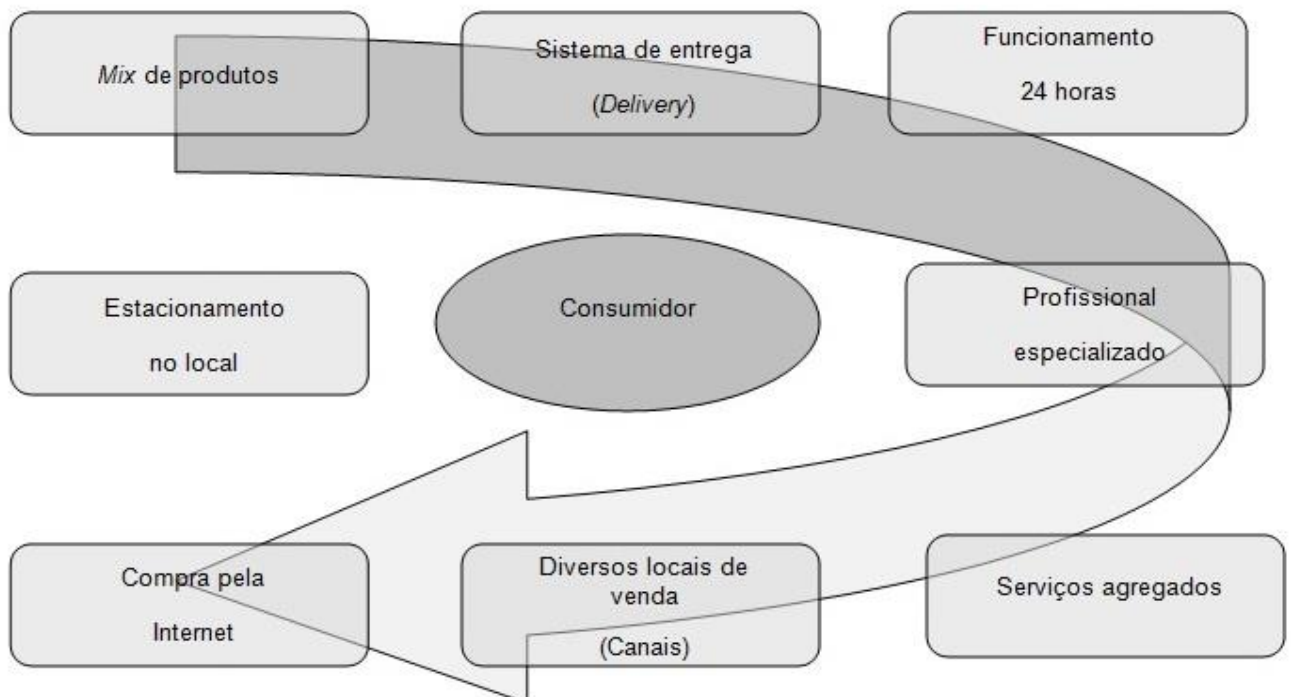 Mix de produtos
Sistema de entrega
(Delivery)
Funcionamento
24 horas
Estacionamento
no local
Consumidor
Profissional
especializado
Compra pela
Internet
Diversos locais de
venda
(Canais)
Serviços agregados